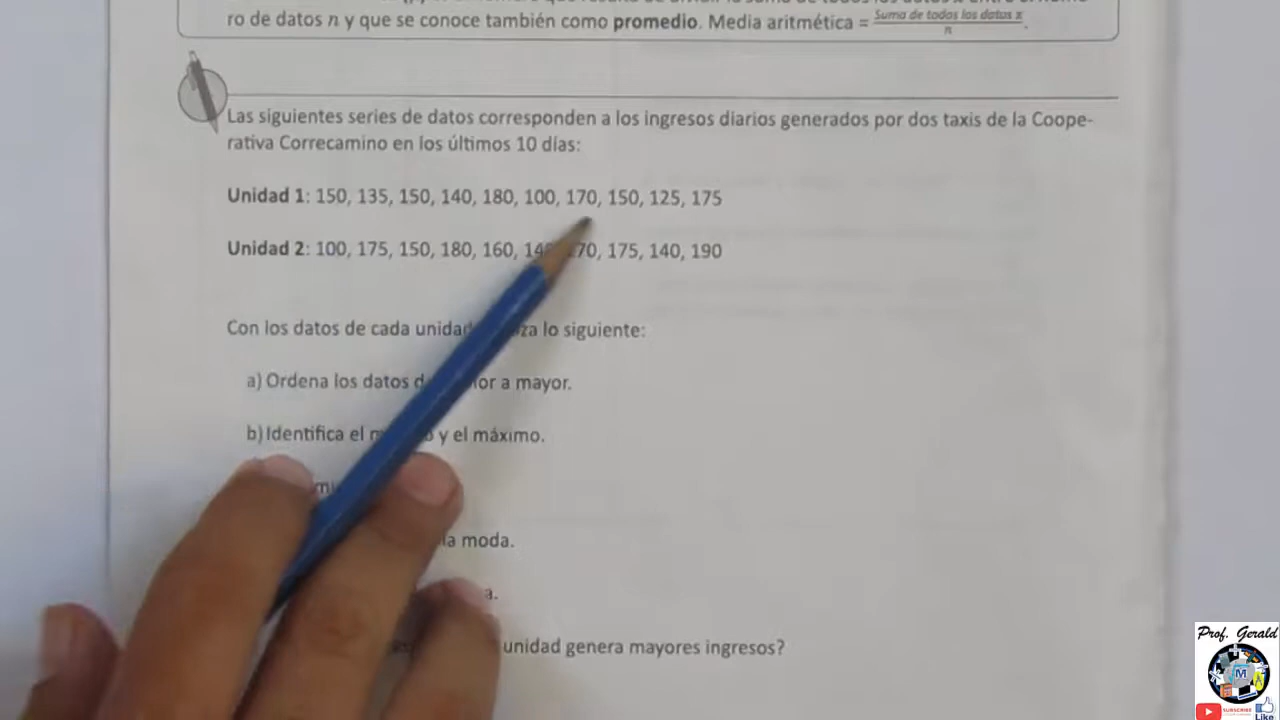 ro de datos n y que se conoce también como promedio. Media aritmética = Suma de todos los datos x / n.
Las siguientes series de datos corresponden a los ingresos diarios generados por dos taxis de la Coope-
rativa Correcamino en los últimos 10 días:
Unidad 1: 150, 135, 150, 140, 180, 100, 170, 150, 125, 175
Unidad 2: 100, 175, 150, 180, 160, 70, 175, 140, 190
Con los datos de cada unidad lo siguiente:
a) Ordena los datos a mayor.
b) Identifica el y el máximo.
la moda.
a.
unidad genera mayores ingresos?
Prof. Gerald
SUBSCRIBE
Like